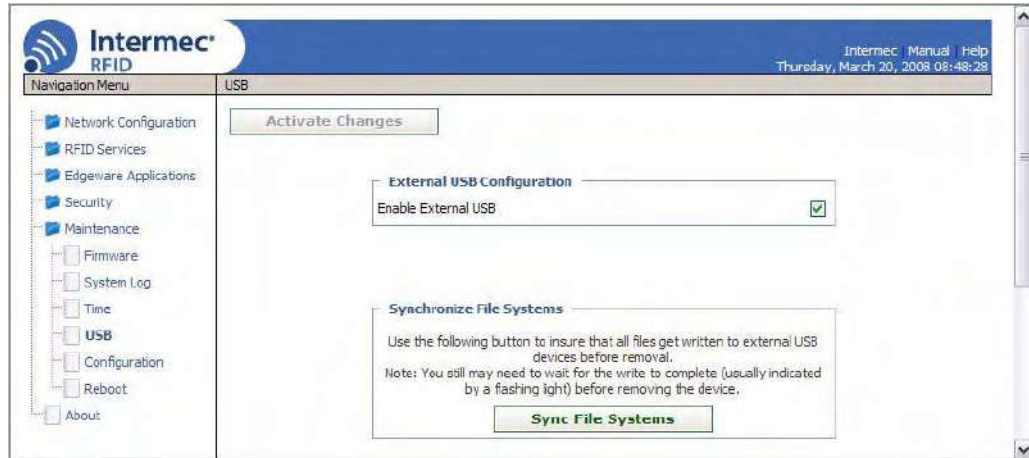 Intermec
RFID
Intermec | Manual | Help
Thursday, March 20, 2008 08:48:28
Navigation Menu
USB
Network Configuration
RFID Services
Edgeware Applications
Security
Maintenance
Firmware
System Log
Time
USB
Configuration
Reboot
About
Activate Changes
External USB Configuration
Enable External USB
Synchronize File Systems
Use the following button to insure that all files get written to external USB
devices before removal.
Note: You still may need to wait for the write to complete (usually indicated
by a flashing light) before removing the device.
Sync File Systems